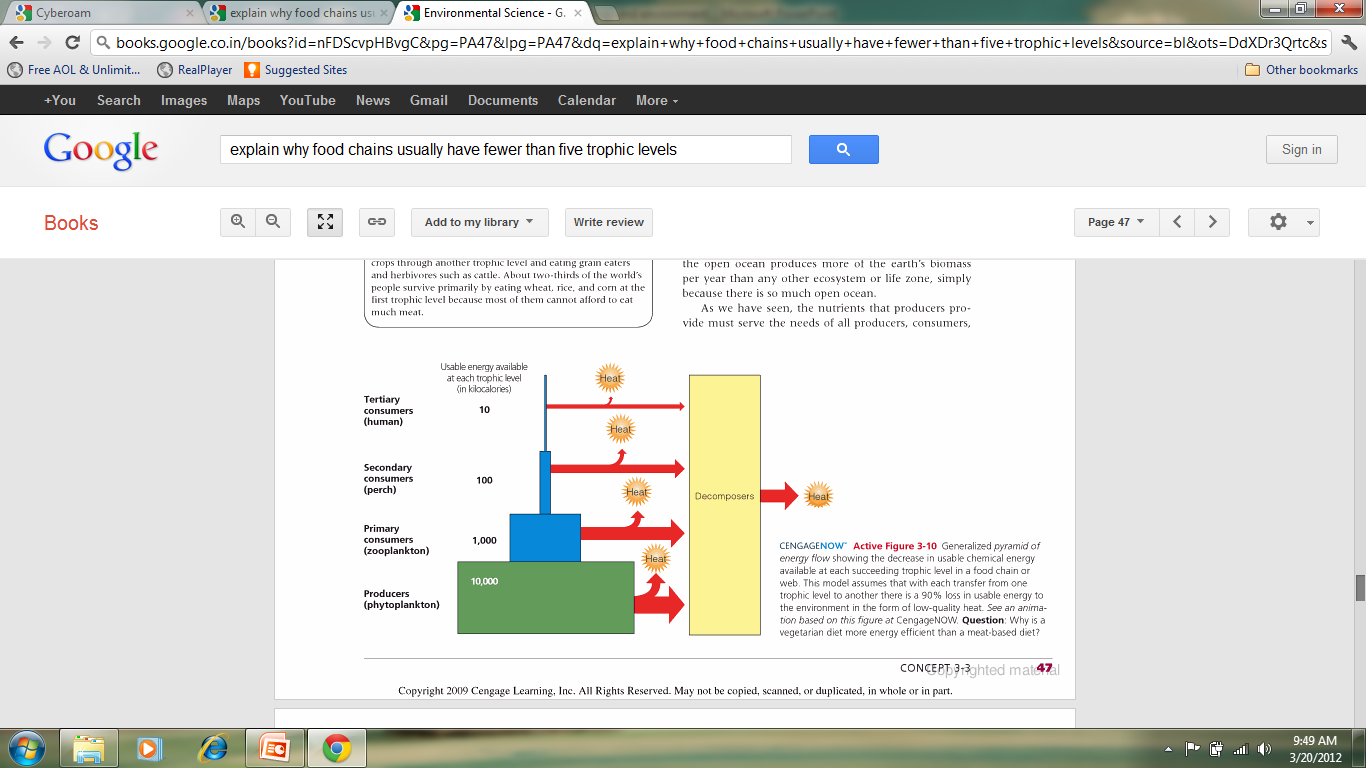 Cyberoam
explain why food chains us
Environmental Science - G.
books.google.co.in/books?id=nFDScvpHBvgC&pg=PA47&lpg=PA47&dq=explain+why+food+chains+usually+have+fewer+than+five+trophic+levels&source=bl&ots=DdXDr3Qrtc&s
Free AOL & Unlimit...
RealPlayer
Suggested Sites
Other bookmarks
+You Search Images Maps YouTube News Gmail Documents Calendar More
Google
explain why food chains usually have fewer than five trophic levels
Sign in
Books
Add to my library
Write review
Page 47
crops through another trophic level and eating grain eaters
and herbivores such as cattle. About two-thirds of the world's
people survive primarily by eating wheat, rice, and corn at the
first trophic level because most of them cannot afford to eat
much meat.
the open ocean produces more of the earth's biomass
per year than any other ecosystem or life zone, simply
because there is so much open ocean.
As we have seen, the nutrients that producers pro-
vide must serve the needs of all producers, consumers,
Usable energy available
at each trophic level
(in kilocalories)
Tertiary
consumers
(human)
10
Heat
Heat
Secondary
consumers
(perch)
100
Heat
Primary
consumers
(zooplankton)
1,000
Heat
Producers
(phytoplankton)
10,000
Decomposers
Heat
CENGAGENOW™ Active Figure 3-10 Generalized pyramid of
energy flow showing the decrease in usable chemical energy
available at each succeeding trophic level in a food chain or
web. This model assumes that with each transfer from one
trophic level to another there is a 90% loss in usable energy to
the environment in the form of low-quality heat. See an anima-
tion based on this figure at CengageNOW. Question: Why is a
vegetarian diet more energy efficient than a meat-based diet?
CONCEPT 3-3 47
Copyrighted material
Copyright 2009 Cengage Learning, Inc. All Rights Reserved. May not be copied, scanned, or duplicated, in whole or in part.
9:49 AM
3/20/2012